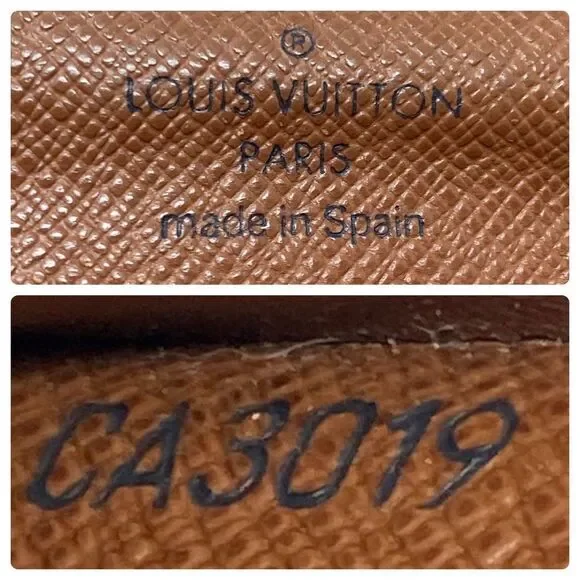 ®
LOUIS VUITTON
PARIS
made in Spain
CA3019